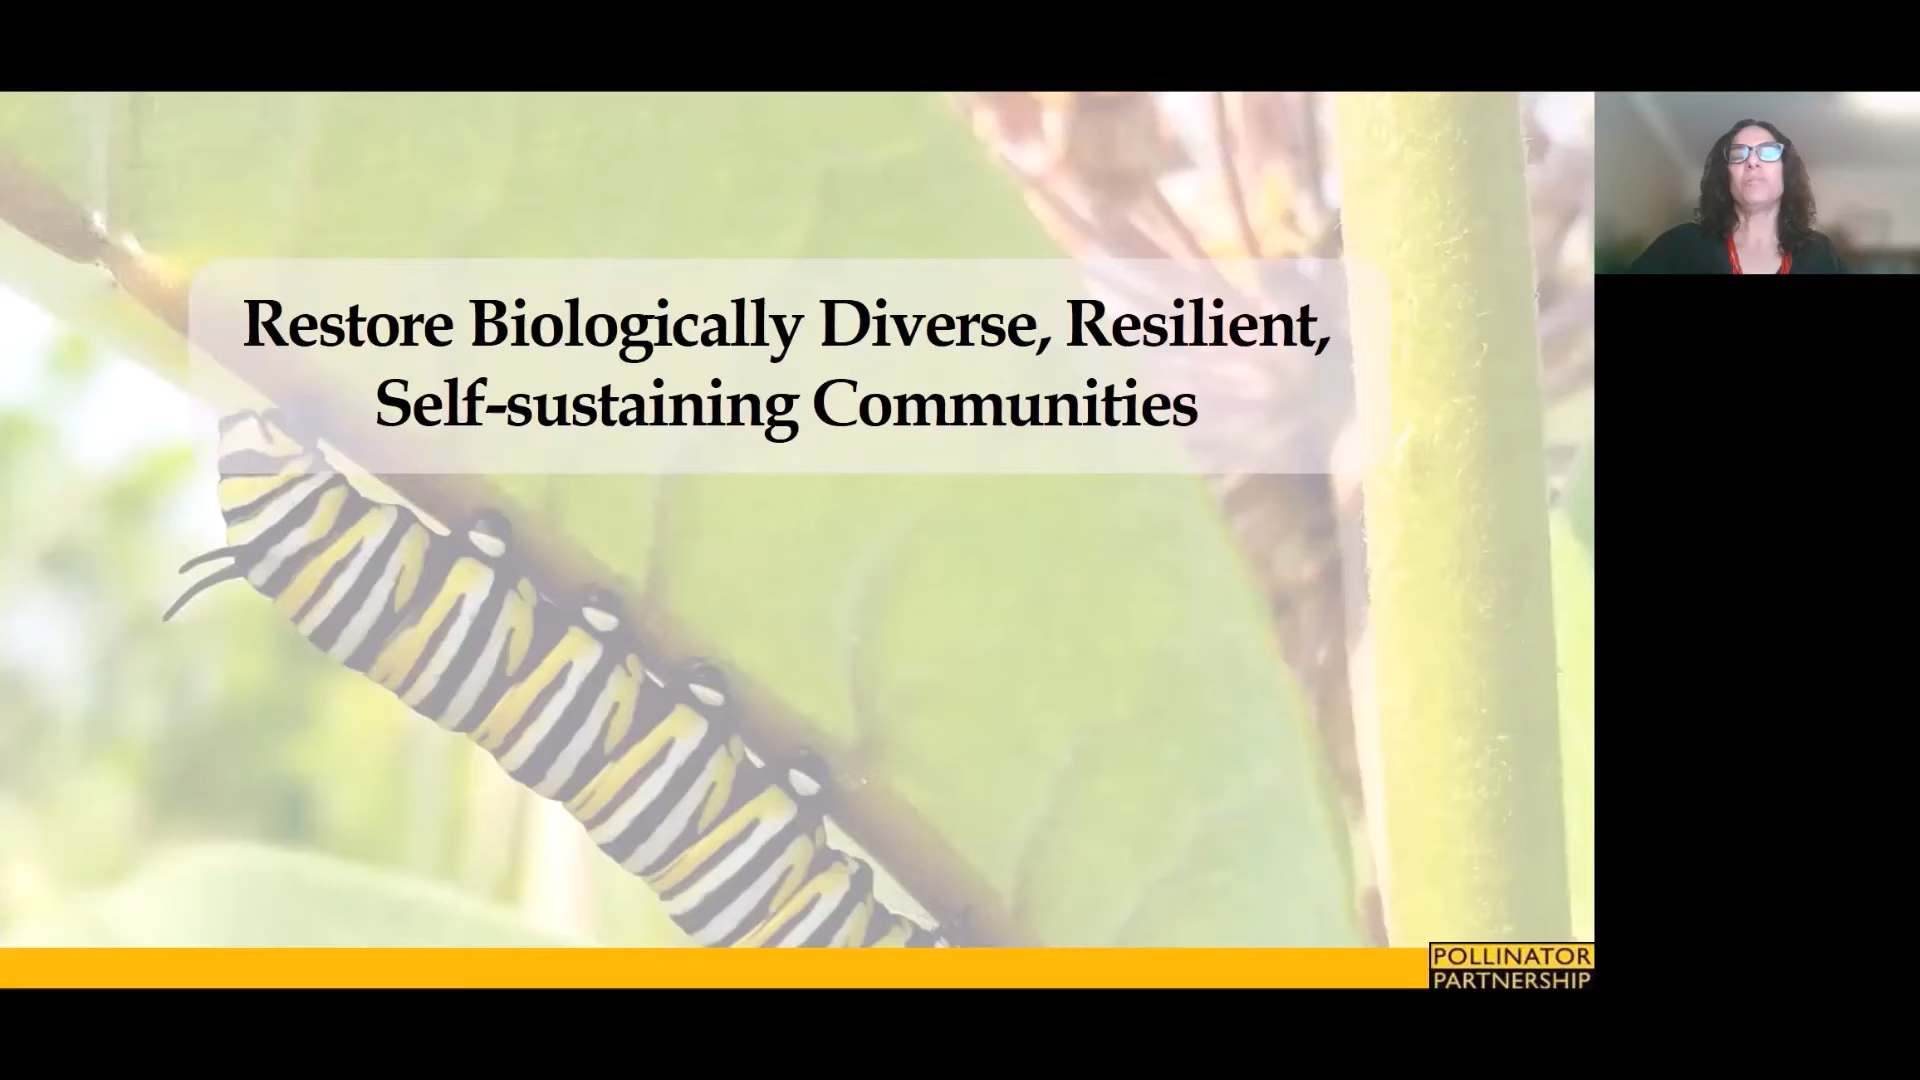 Restore Biologically Diverse, Resilient,
Self-sustaining Communities
POLLINATOR
PARTNERSHIP